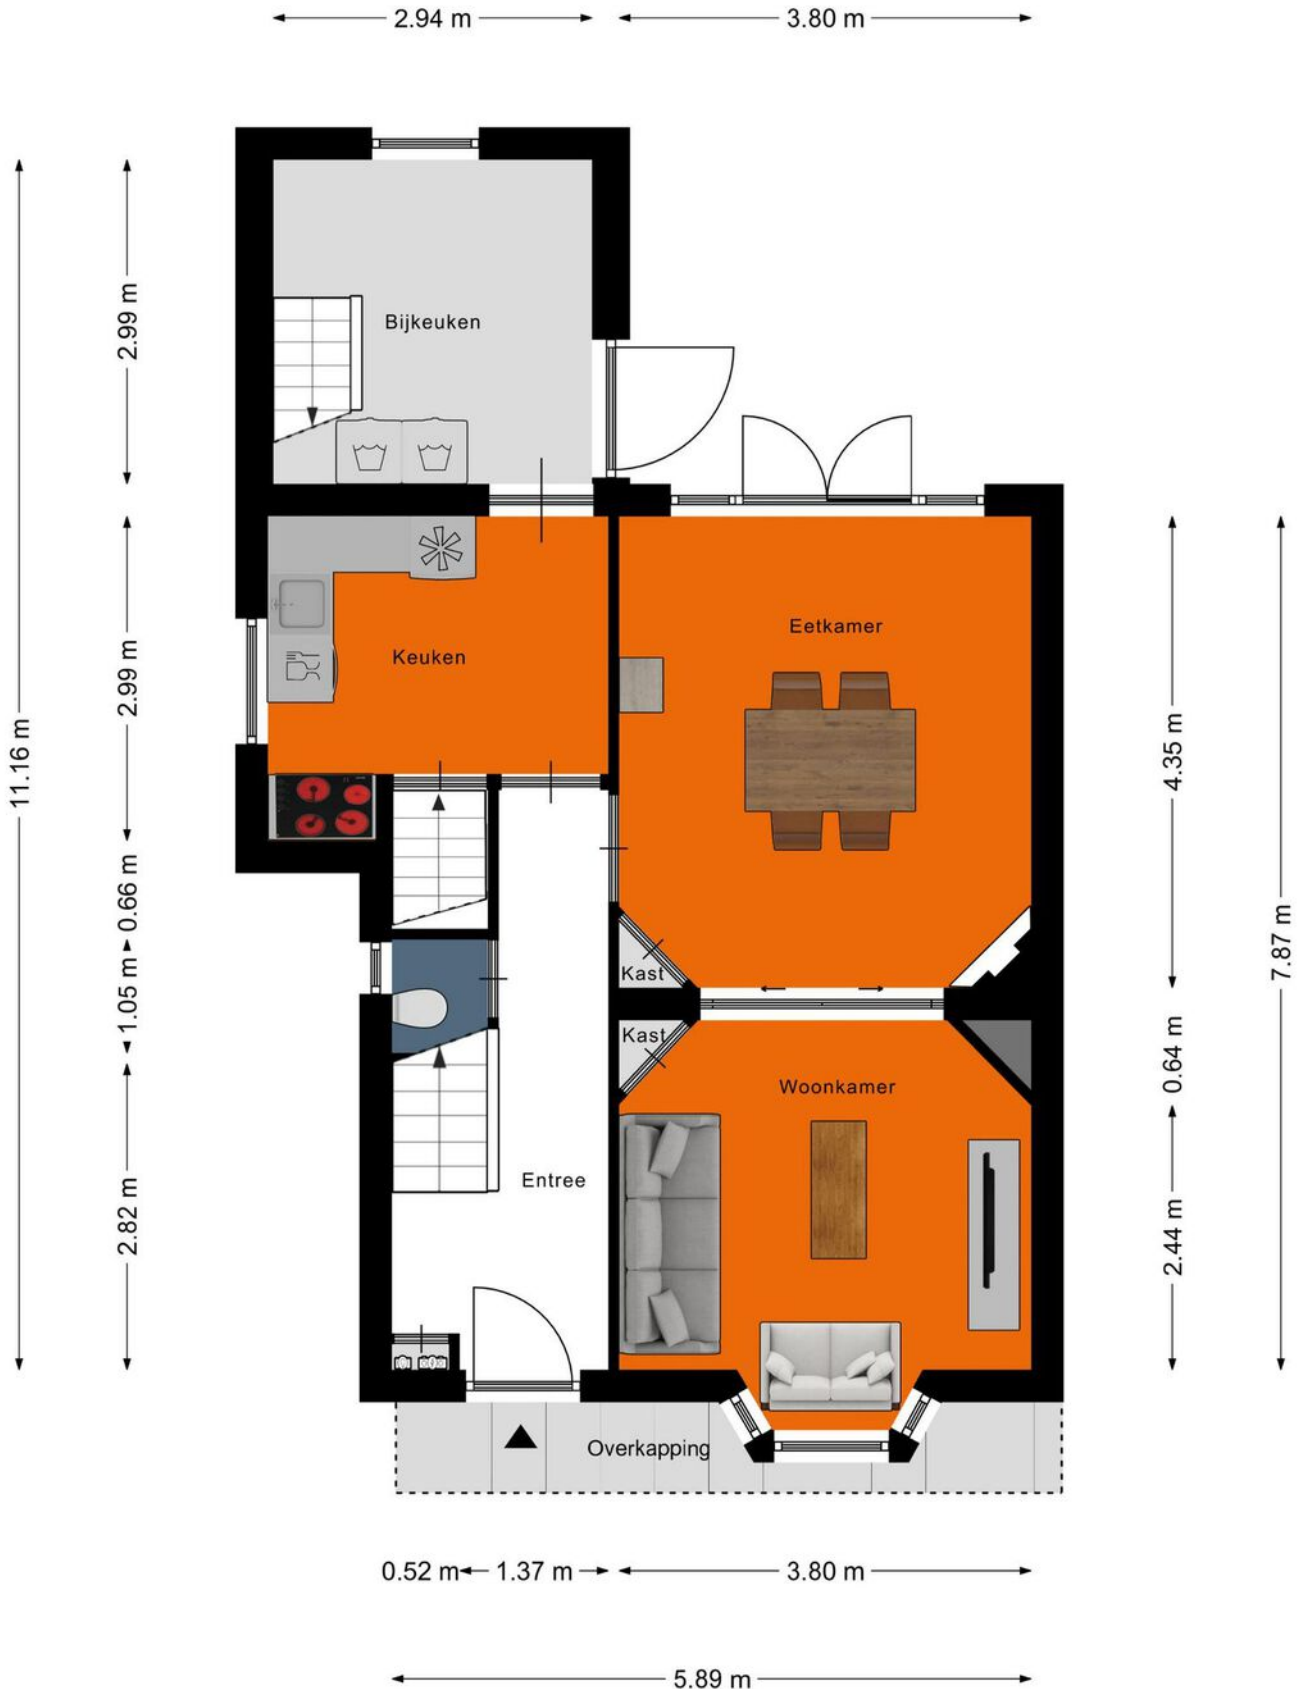 2.94 m
3.80 m
11.16 m
2.99 m
2.99 m
0.66 m
1.05 m
2.82 m
Bijkeuken
Keuken
Eetkamer
Kast
Kast
Woonkamer
Entree
Overkapping
4.35 m
0.64 m
2.44 m
7.87 m
0.52 m
1.37 m
3.80 m
5.89 m